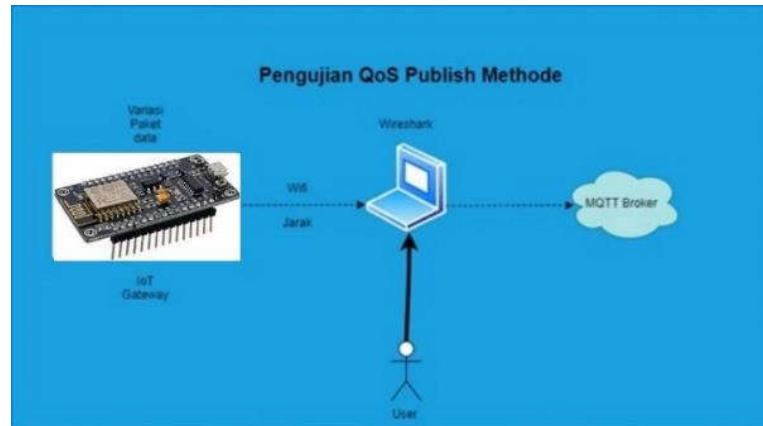 Pengujian QoS Publish Methode
Variasi
Paket
data
Wireshark
Wifi
Jarak
MQTT Broker
IoT
Gateway
User